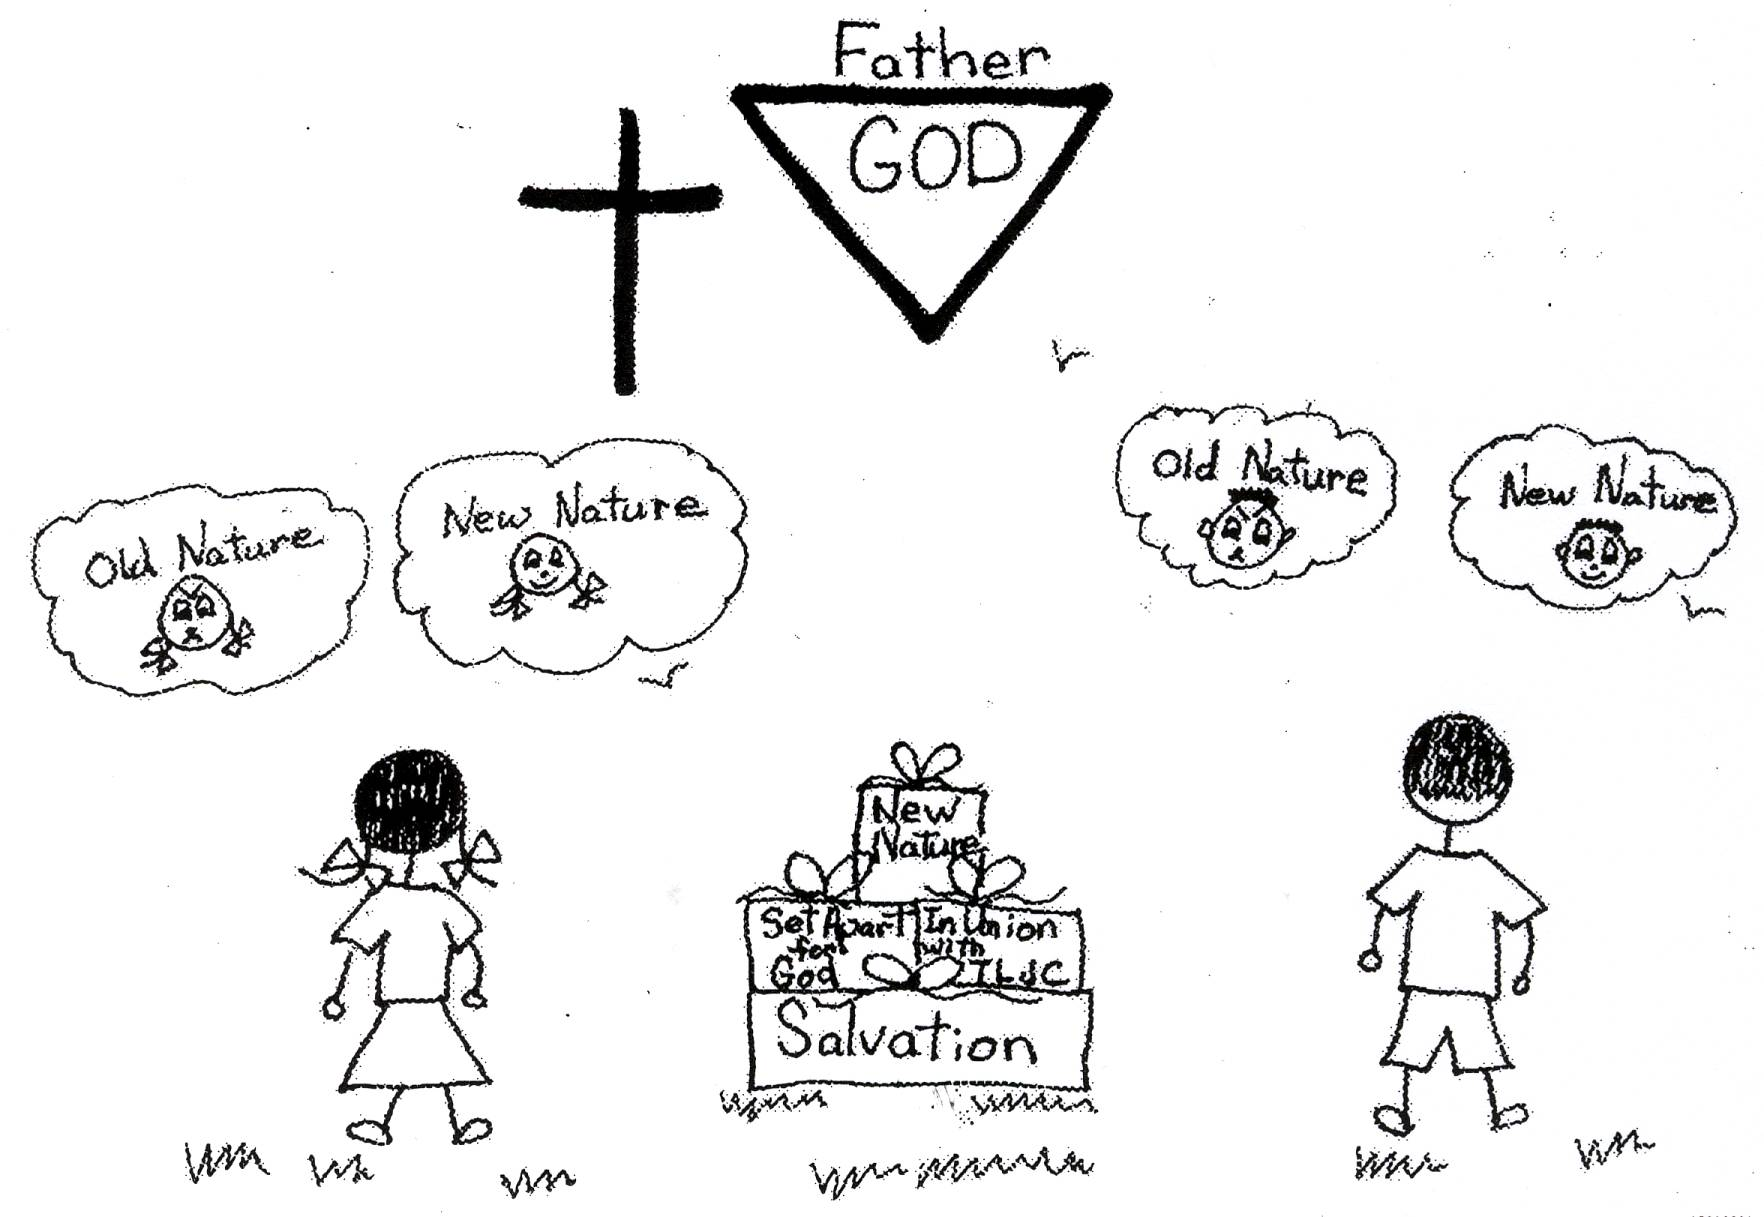 Father
GOD
Old Nature
New Nature
Old Nature
New Nature
New
Nature
Set Apart
for
God
In Union
with
TLJC
Salvation